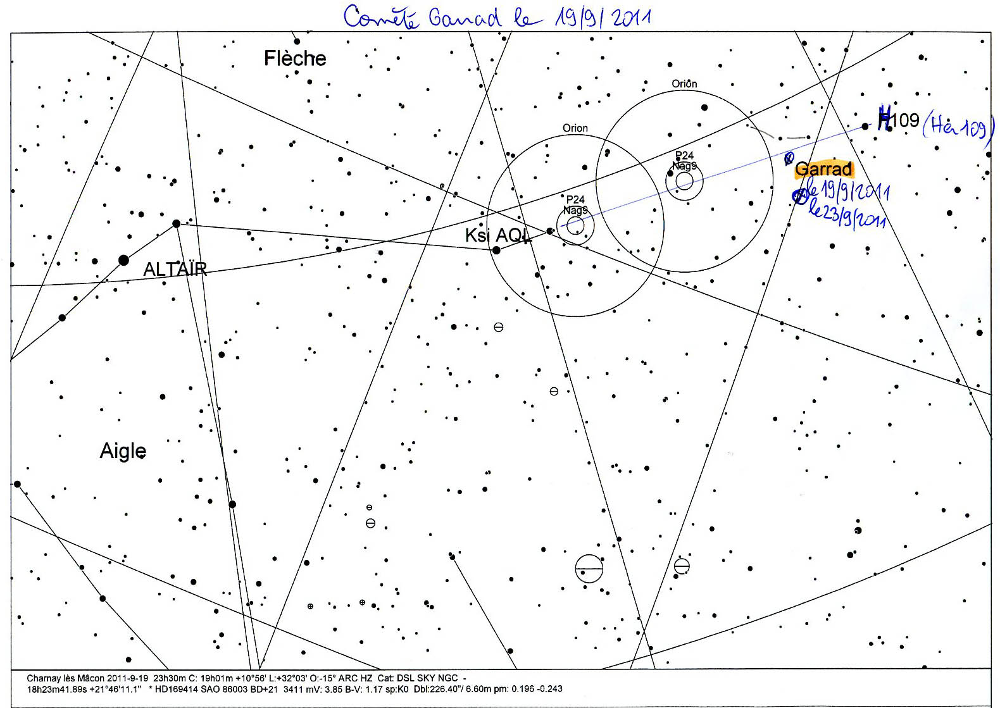 Comète Garrad le 19/9/2011
Flèche
Orion
H109 (Her 109)
Orion
P24
Nag9
Garrad
le 19/9/2011
le 23/9/2011
P24
Nag9
Ksi AQL
ALTAÏR
Aigle
Charnay lès Mâcon 2011-9-19 23h30m C: 19h01m +10°56' L:+32°03' O:-15° ARC HZ Cat: DSL SKY NGC -
18h23m41.89s +21°46'11.1" * HD169414 SAO 86003 BD+21 3411 mV: 3.85 B-V: 1.17 sp:K0 Dbl:226.40"/ 6.60m pm: 0.196 -0.243